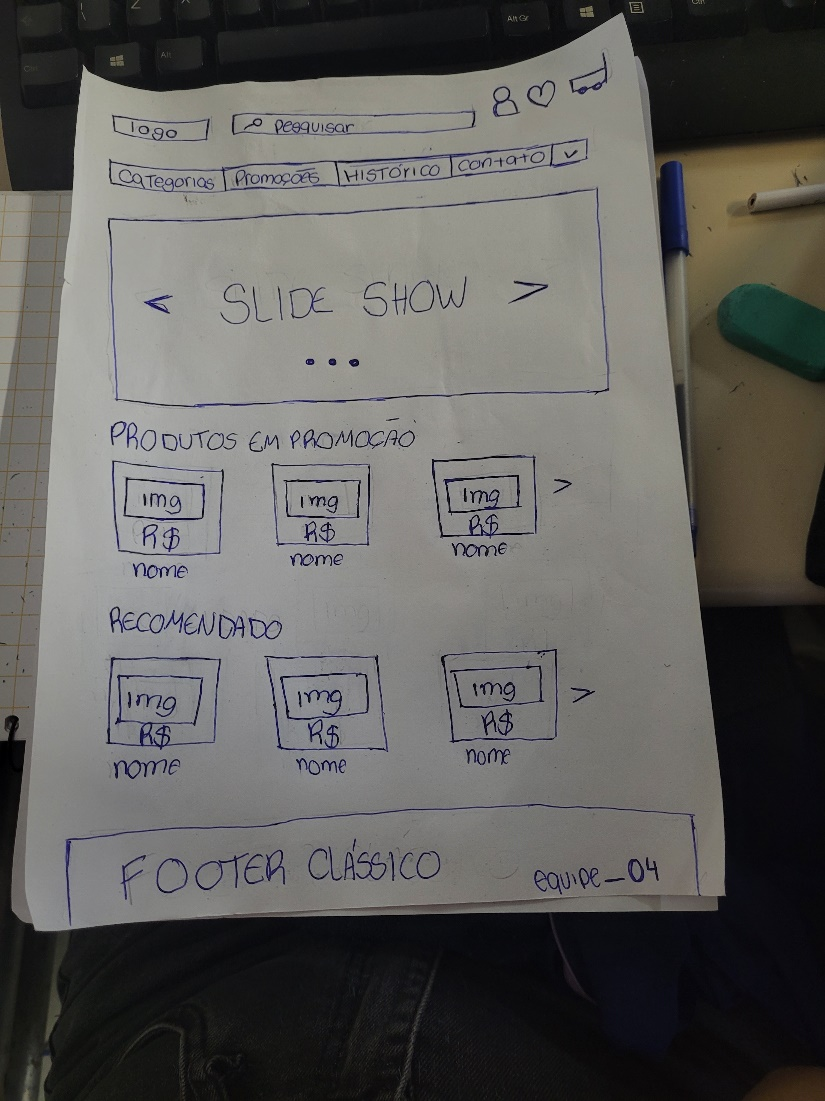 logo pesquisar
Categorias Promoções HISTÓRICO contato
< SLIDE SHOW >
PRODUTOS EM PROMOÇÃO
img img img >
R$ R$ R$
nome nome nome
RECOMENDADO
img img img >
R$ R$ R$
nome nome nome
FOOTER CLÁSSICO
equipe_04